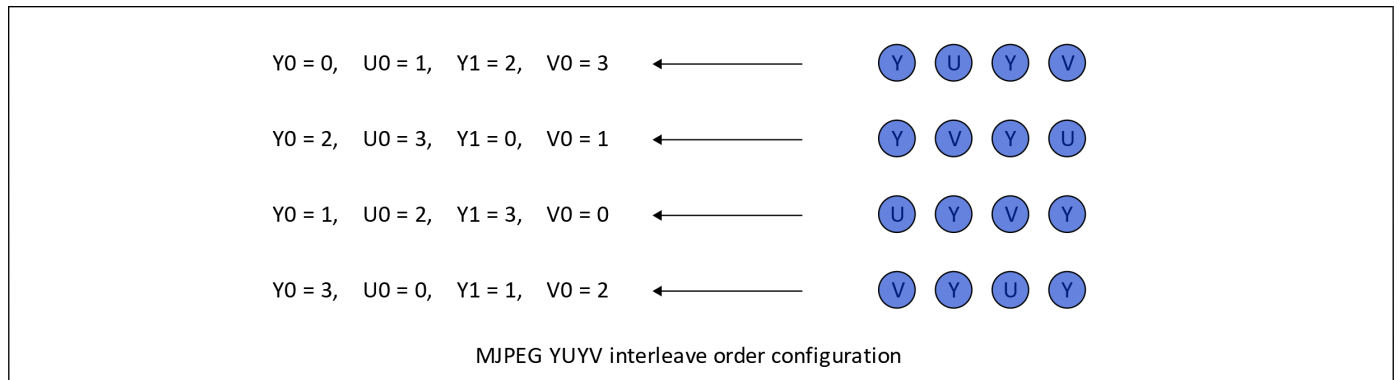 Y0 = 0, U0 = 1, Y1 = 2, V0 = 3 Y U Y V
Y0 = 2, U0 = 3, Y1 = 0, V0 = 1 Y V Y U
Y0 = 1, U0 = 2, Y1 = 3, V0 = 0 U Y V Y
Y0 = 3, U0 = 0, Y1 = 1, V0 = 2 V Y U Y
MJPEG YUYV interleave order configuration